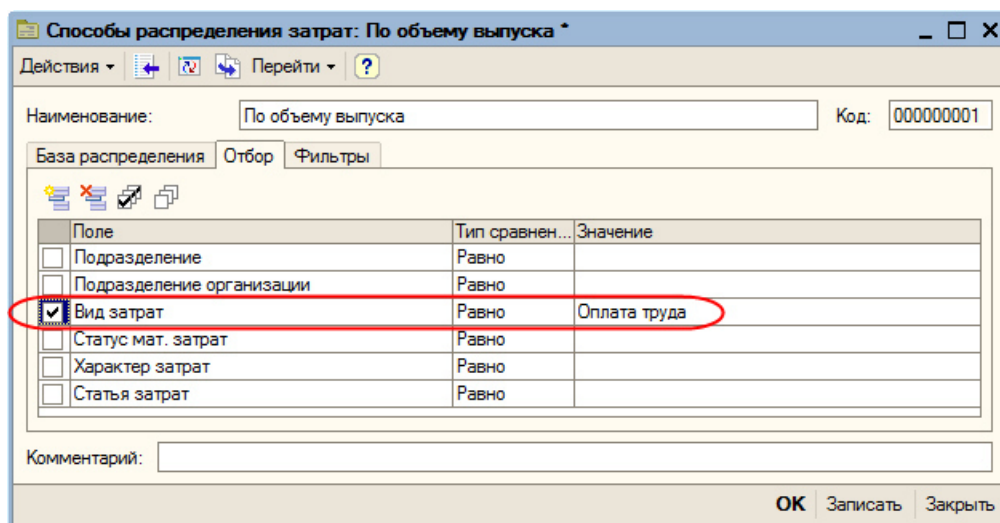 Способы распределения затрат: По объему выпуска *
Действия Перейти ?
Наименование: По объему выпуска Код: 000000001
База распределения Отбор Фильтры
Поле Тип сравнен... Значение
Подразделение Равно
Подразделение организации Равно
Вид затрат Равно Оплата труда
Статус мат. затрат Равно
Характер затрат Равно
Статья затрат Равно
Комментарий:
OK Записать Закрыть